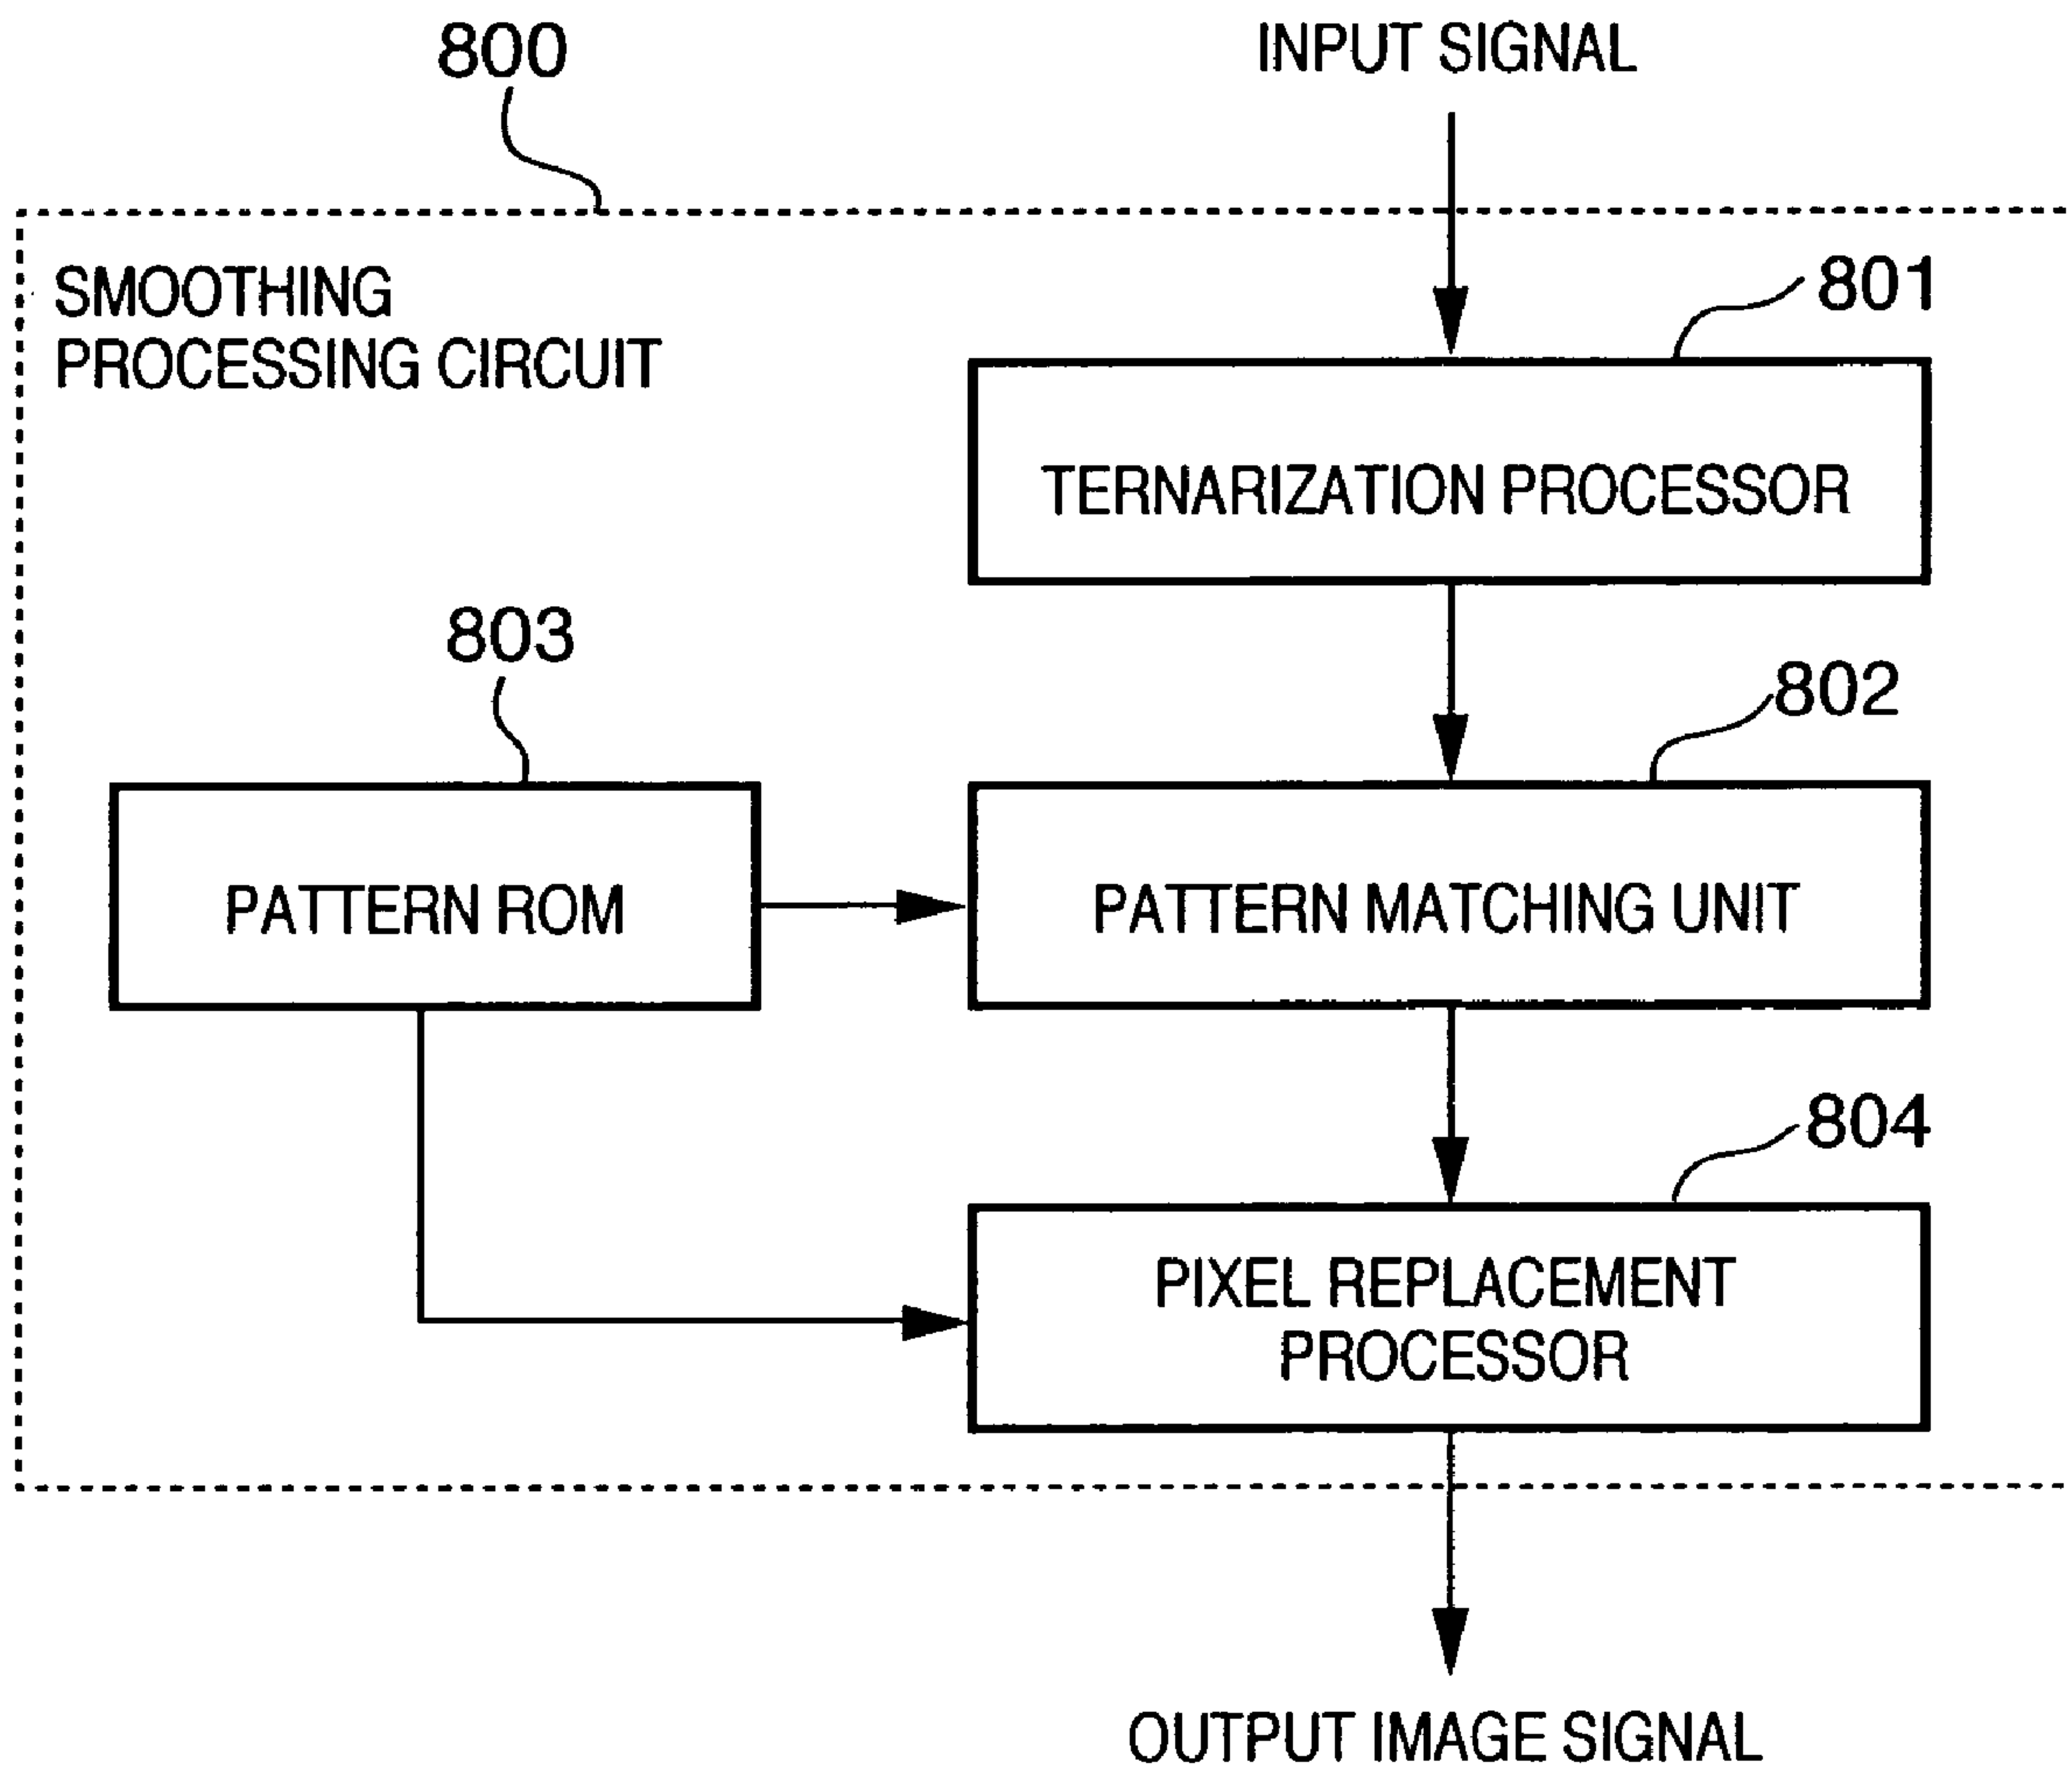 800
INPUT SIGNAL
SMOOTHING
PROCESSING CIRCUIT
801
TERNARIZATION PROCESSOR
803
802
PATTERN ROM
PATTERN MATCHING UNIT
804
PIXEL REPLACEMENT
PROCESSOR
OUTPUT IMAGE SIGNAL